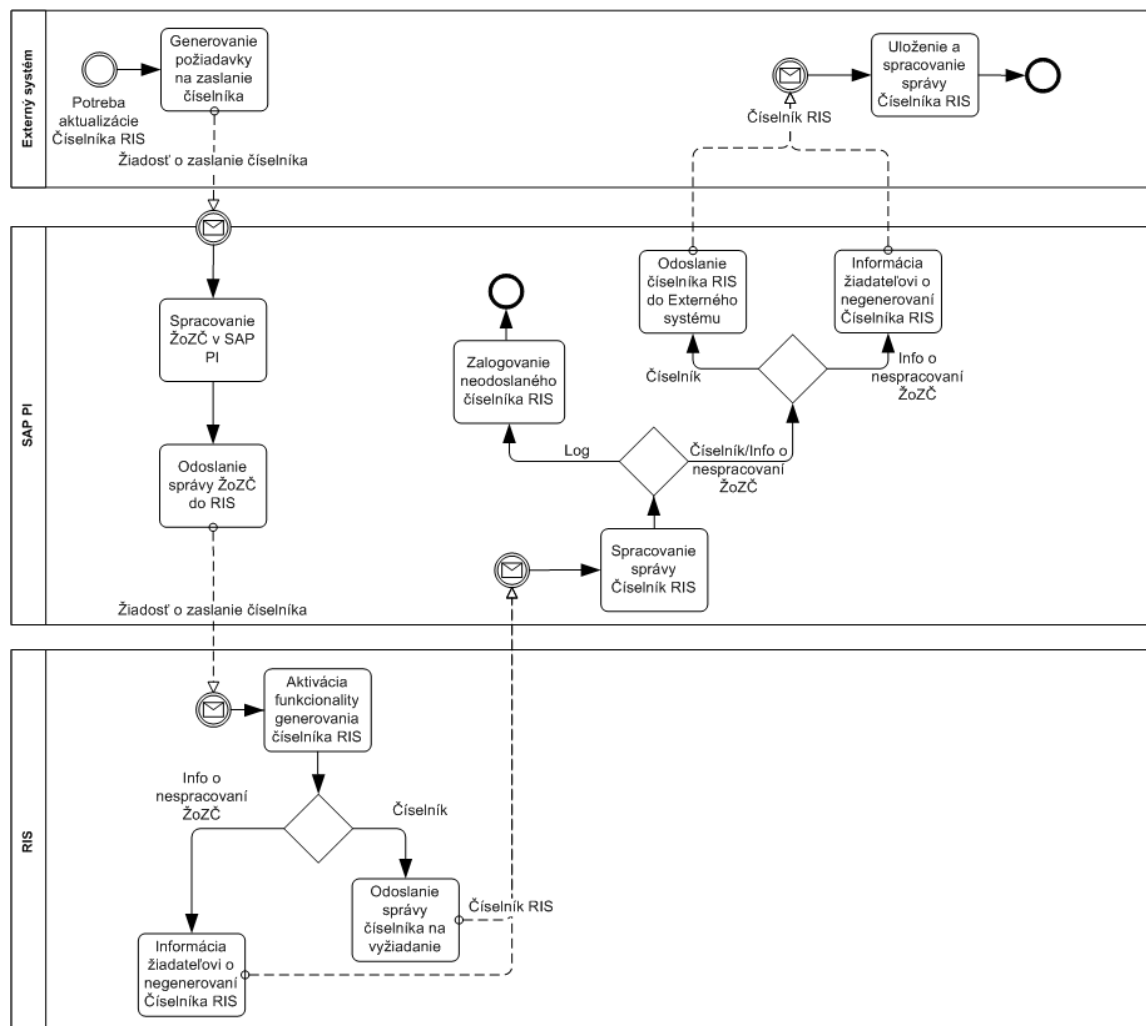 Externý systém
Potreba
aktualizácie
Číselníka RIS
Generovanie
požiadavky
na zaslanie
číselníka
Žiadosť o zaslanie číselníka
Číselník RIS
Uloženie a
spracovanie
správy
Číselníka RIS
SAP PI
Spracovanie
ŽoZČ v SAP
PI
Odoslanie
správy ŽoZČ
do RIS
Žiadosť o zaslanie číselníka
Zalogovanie
neodoslaného
číselníka RIS
Log
Odoslanie
číselníka RIS
do Externého
systému
Číselník
Informácia
žiadateľovi o
negenerovaní
Číselníka RIS
Info o
nespracovaní
ŽoZČ
Číselník/Info o
nespracovaní
ŽoZČ
Spracovanie
správy
Číselník RIS
RIS
Aktivácia
funkcionality
generovania
číselníka RIS
Info o
nespracovaní
ŽoZČ
Číselník
Odoslanie
správy
číselníka na
vyžiadanie
Číselník RIS
Informácia
žiadateľovi o
negenerovaní
Číselníka RIS